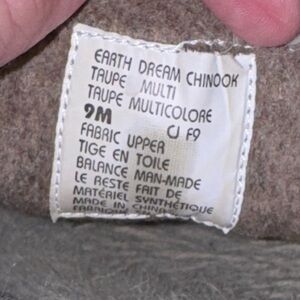 EARTH DREAM CHINOOK
TAUPE MULTI
TAUPE MULTICOLORE
9M CJ F9
FABRIC UPPER
TIGE EN TOILE
BALANCE MAN-MADE
LE RESTE FAIT DE
MATÉRIEL SYNTHÉTIQUE
MADE IN CHINA
FABRIQUÉ